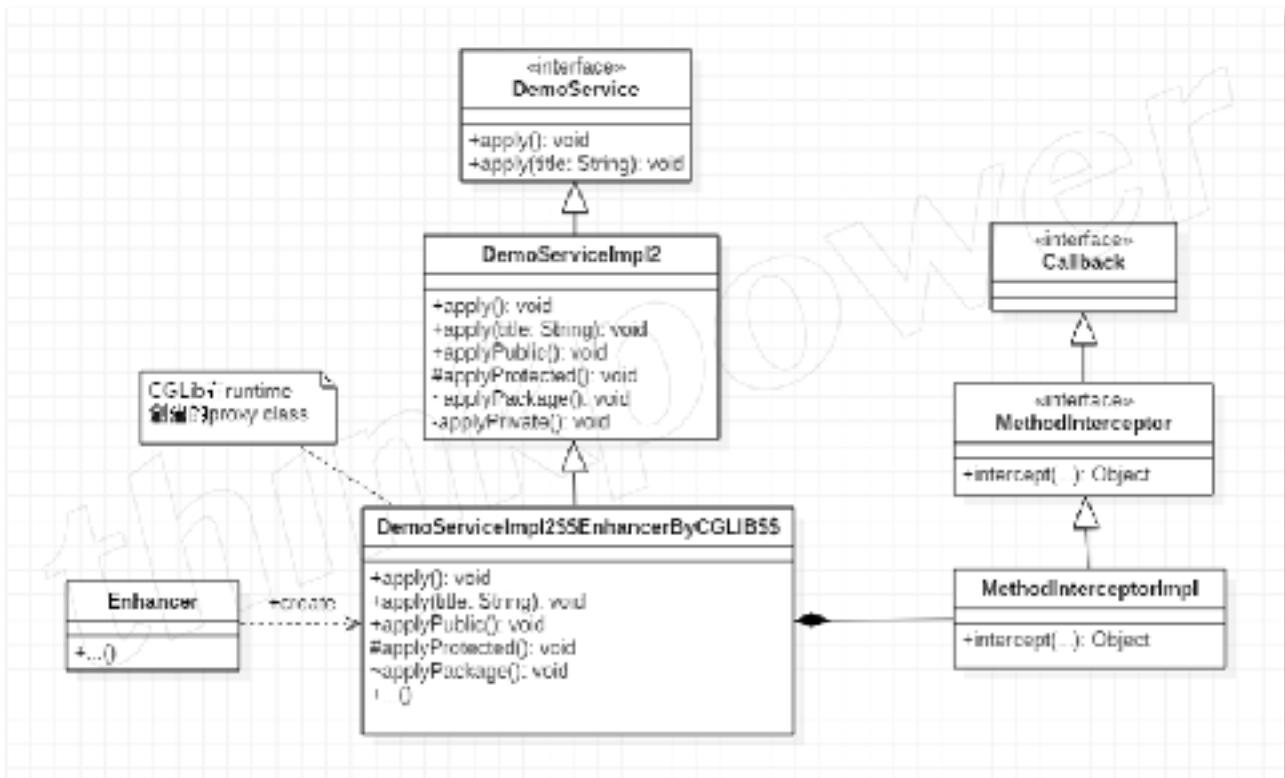 «interface»
DemoService
+apply(): void
+apply(title: String): void
DemoServiceImpl2
+apply(): void
+apply(title: String): void
+applyPublic(): void
#applyProtected(): void
~applyPackage(): void
-applyPrivate(): void
«interface»
Callback
«interface»
MethodInterceptor
+intercept(...): Object
CGLib runtime
proxy class
DemoServiceImpl2$$EnhancerByCGLIB$$
+apply(): void
+apply(title: String): void
+applyPublic(): void
#applyProtected(): void
~applyPackage(): void
+...()
Enhancer
+...()
+create
MethodInterceptorImpl
+intercept(...): Object
thinkpower